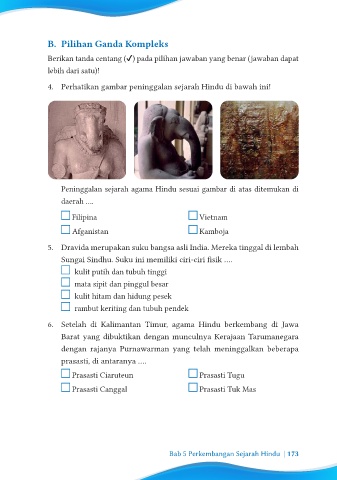 B. Pilihan Ganda Kompleks
Berikan tanda centang (✓) pada pilihan jawaban yang benar (jawaban dapat
lebih dari satu)!
4. Perhatikan gambar peninggalan sejarah Hindu di bawah ini!
Peninggalan sejarah agama Hindu sesuai gambar di atas ditemukan di
daerah ....
Filipina Vietnam
Afganistan Kamboja
5. Dravida merupakan suku bangsa asli India. Mereka tinggal di lembah
Sungai Sindhu. Suku ini memiliki ciri-ciri fisik ....
kulit putih dan tubuh tinggi
mata sipit dan pinggul besar
kulit hitam dan hidung pesek
rambut keriting dan tubuh pendek
6. Setelah di Kalimantan Timur, agama Hindu berkembang di Jawa
Barat yang dibuktikan dengan munculnya Kerajaan Tarumanegara
dengan rajanya Purnawarman yang telah meninggalkan beberapa
prasasti, di antaranya ....
Prasasti Ciaruteun Prasasti Tugu
Prasasti Canggal Prasasti Tuk Mas
Bab 5 Perkembangan Sejarah Hindu | 173